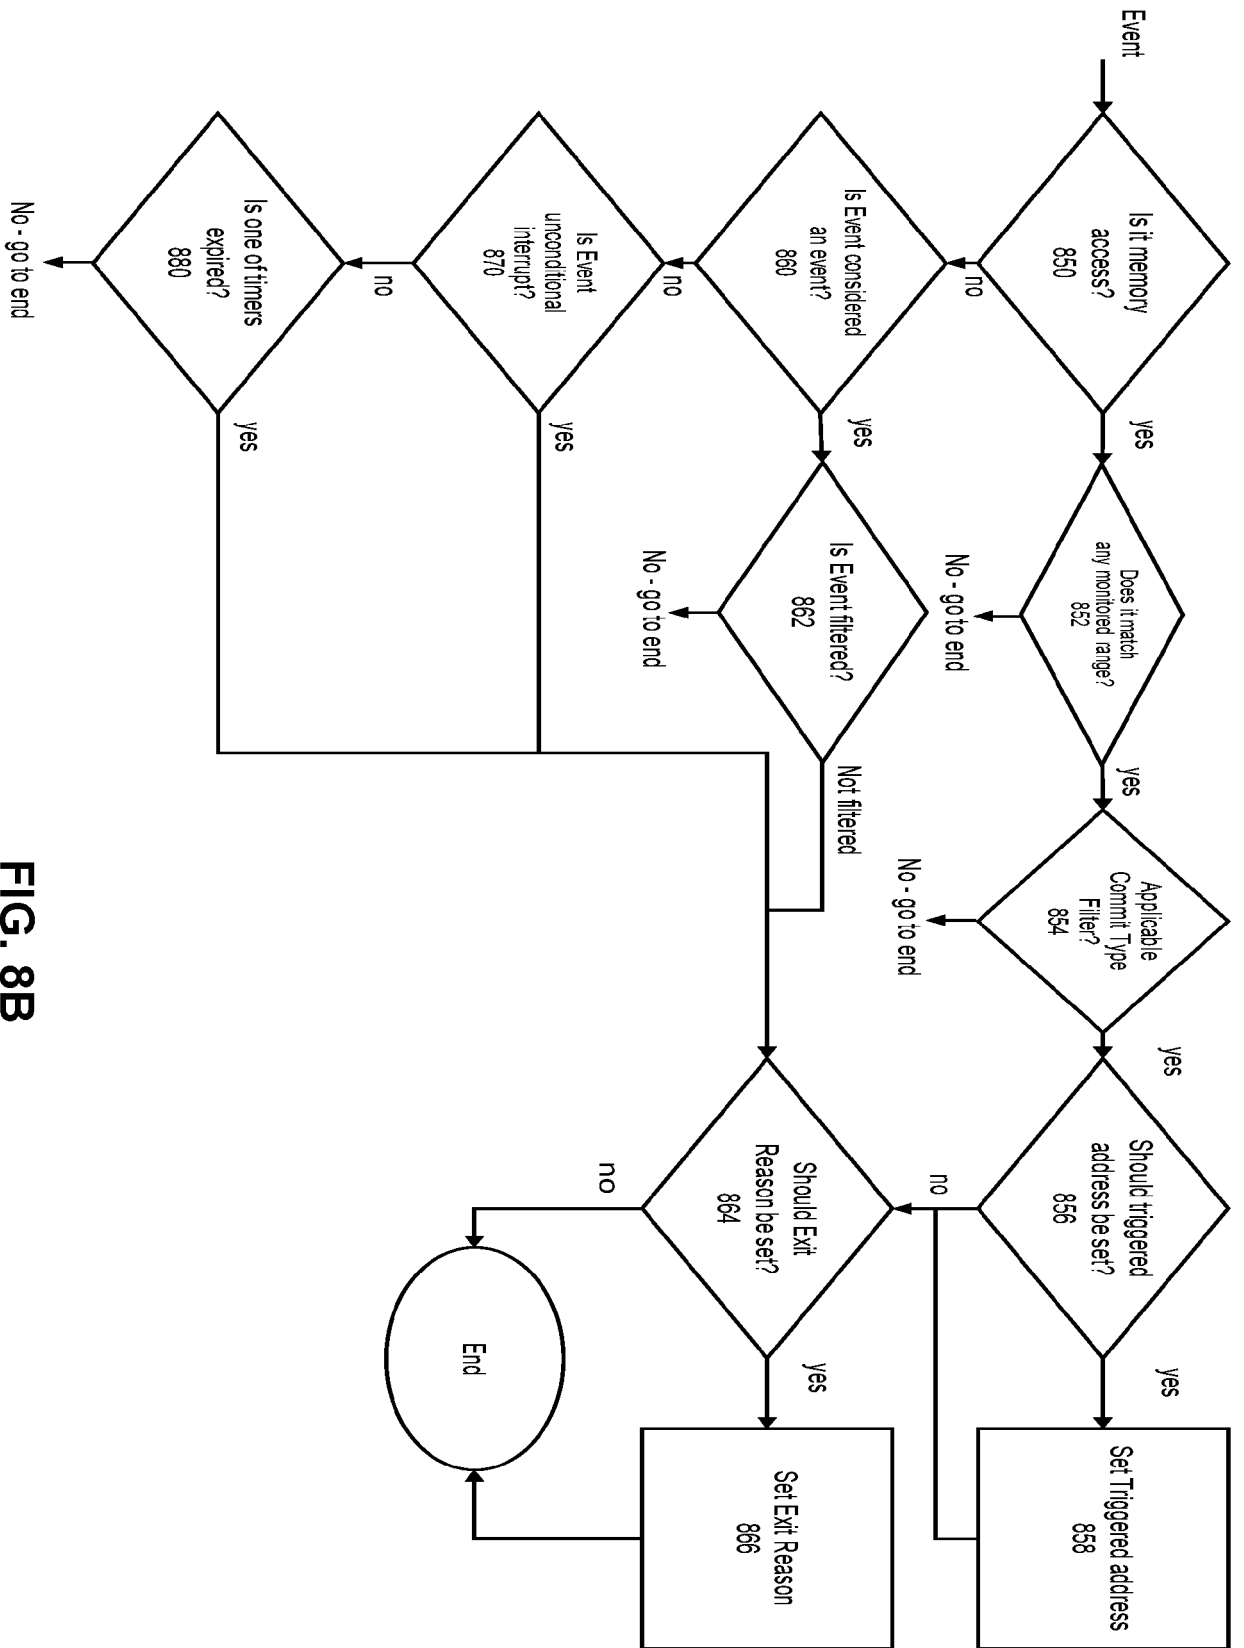 Event
Is it memory
access?
850
yes
no
Does it match
any monitored range?
852
yes
No - go to end
Applicable
Commit Type
Filter?
854
yes
No - go to end
Should triggered
address be set?
856
yes
no
Set Triggered address
858
Is Event considered
an event?
860
yes
no
Is Event filtered?
862
Not filtered
No - go to end
Should Exit
Reason be set?
864
yes
no
Set Exit Reason
866
Is Event
unconditional
interrupt?
870
yes
no
End
Is one of timers
expired?
880
yes
No - go to end
FIG. 8B